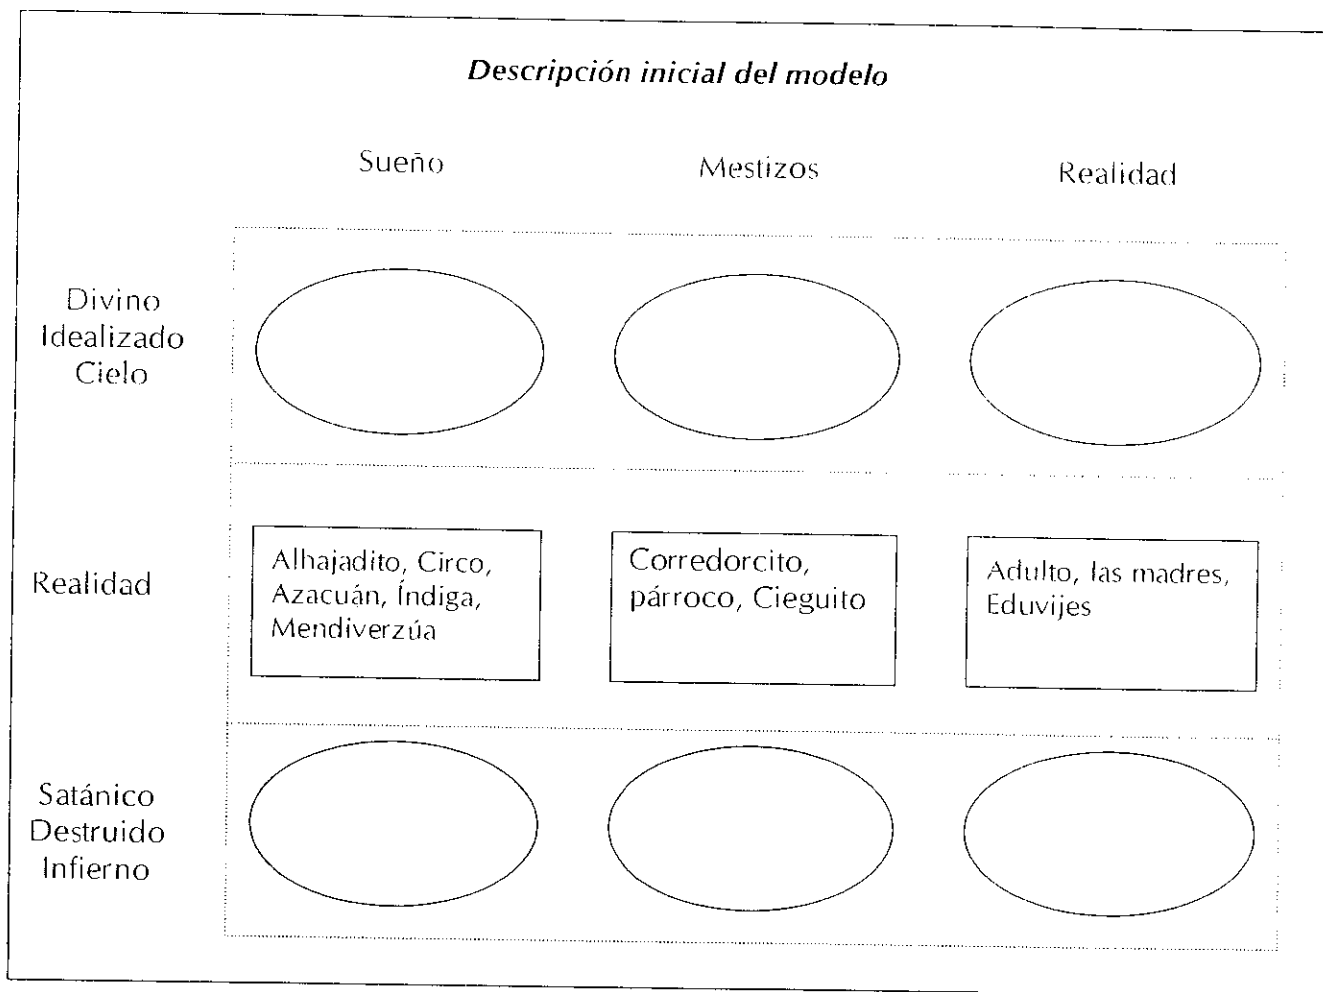 Descripción inicial del modelo
Sueño
Mestizos
Realidad
Divino
Idealizado
Cielo
Realidad
Alhajadito, Circo,
Azacuán, Índiga,
Mendiverzúa
Corredorcito,
párroco, Cieguito
Adulto, las madres,
Eduvijes
Satánico
Destruido
Infierno